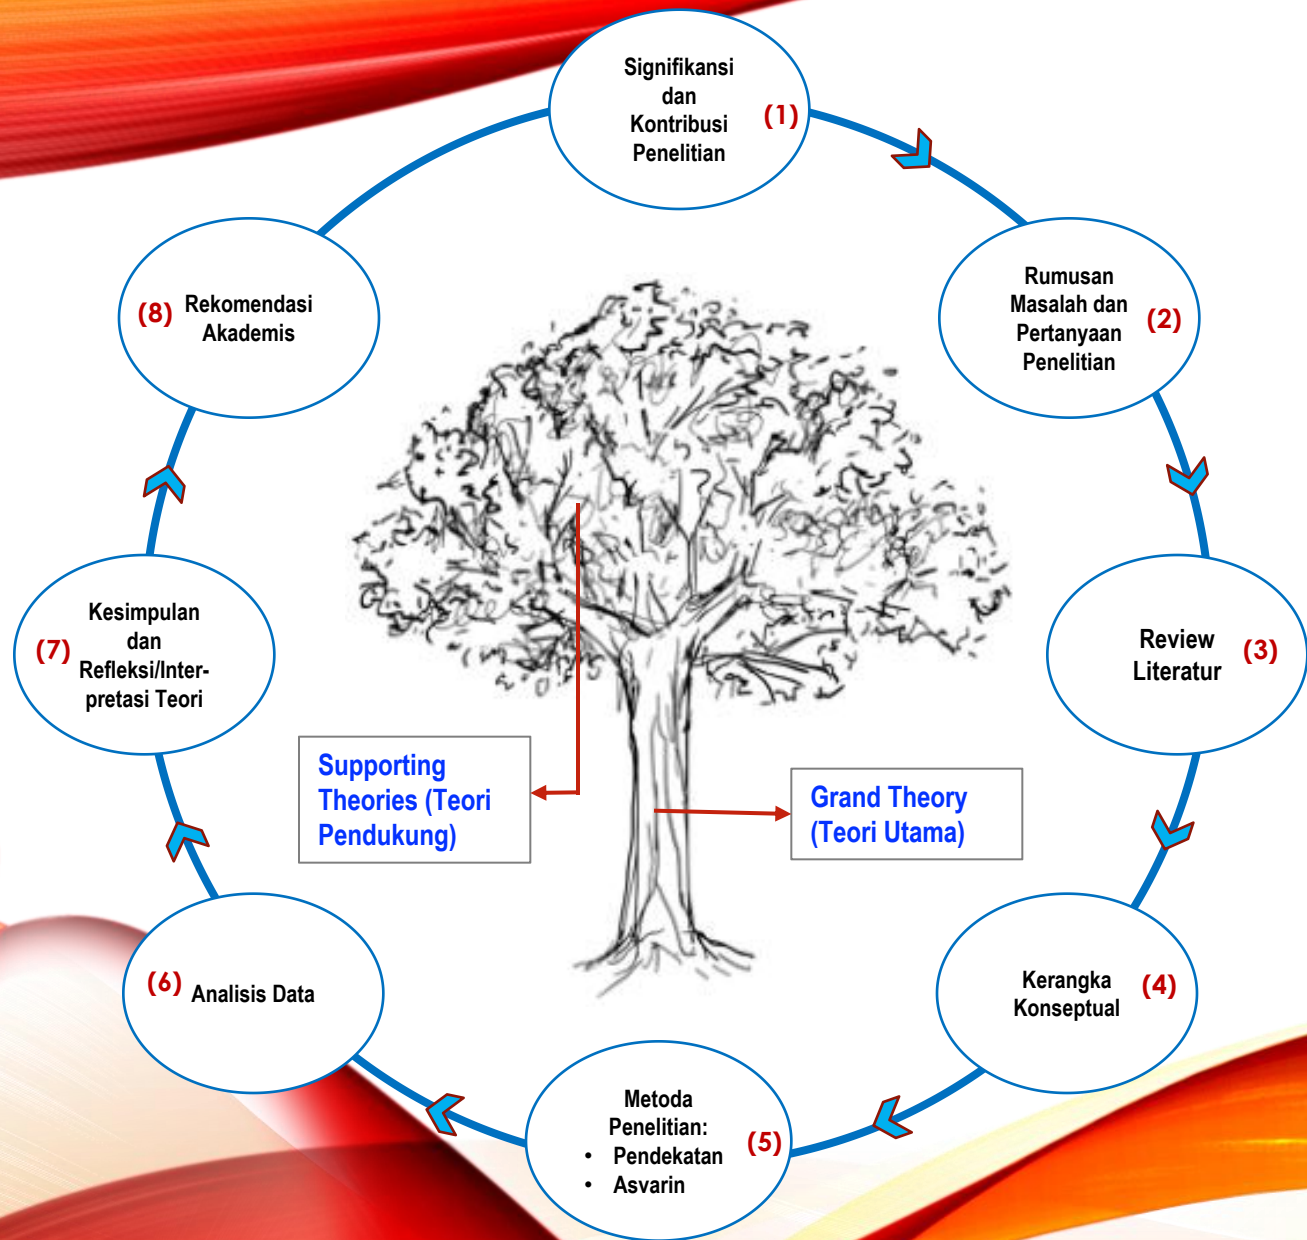 Signifikansi
dan
Kontribusi
Penelitian
(1)
Rumusan
Masalah dan
Pertanyaan
Penelitian
(2)
Review
Literatur
(3)
Kerangka
Konseptual
(4)
Metoda
Penelitian:
• Pendekatan
• Asvarin
(5)
(6)
Analisis Data
(7)
Kesimpulan
dan
Refleksi/Inter-
pretasi Teori
(8)
Rekomendasi
Akademis
Supporting
Theories (Teori
Pendukung)
Grand Theory
(Teori Utama)